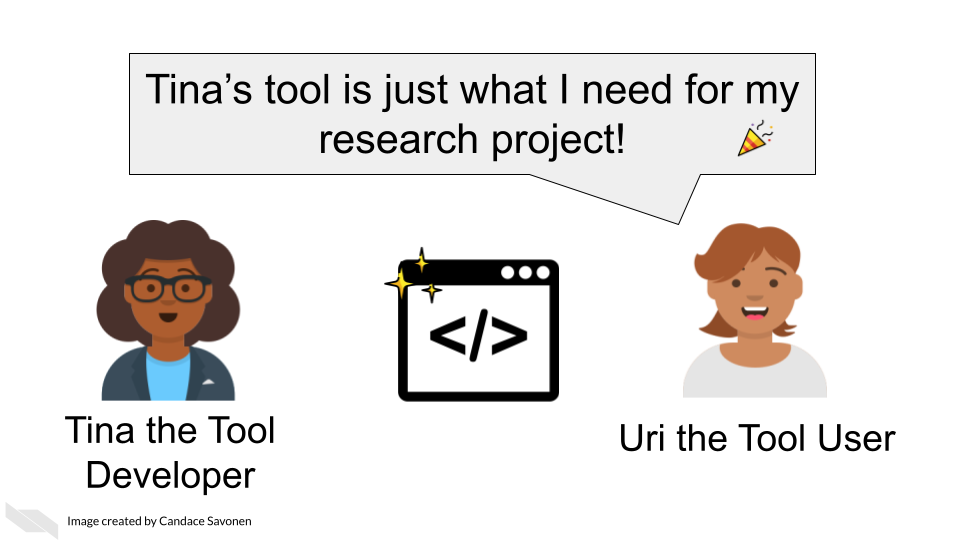 Tina’s tool is just what I need for my
research project!
</>
Tina the Tool
Developer
Uri the Tool User
Image created by Candace Savonen